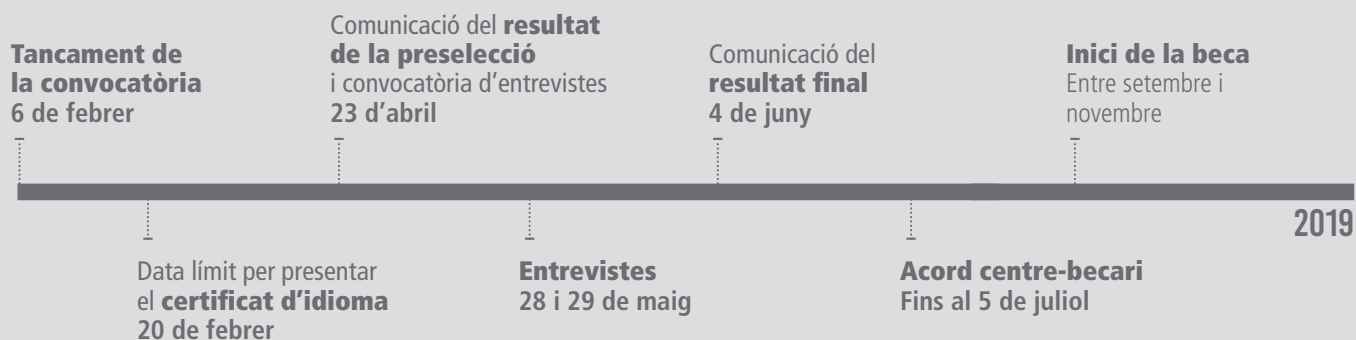 Tancament de
la convocatòria
6 de febrer
Comunicació del resultat
de la preselecció
i convocatòria d'entrevistes
23 d'abril
Comunicació del
resultat final
4 de juny
Inici de la beca
Entre setembre i
novembre
2019
Data límit per presentar
el certificat d'idioma
20 de febrer
Entrevistes
28 i 29 de maig
Acord centre-becari
Fins al 5 de juliol